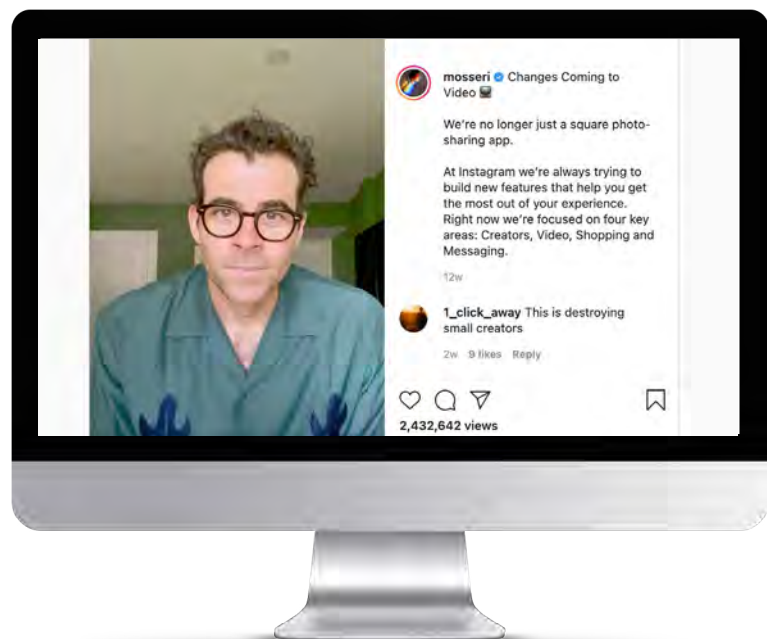 mosseri Changes Coming to
Video
We're no longer just a square photo-
sharing app.
At Instagram we're always trying to
build new features that help you get
the most out of your experience.
Right now we're focused on four key
areas: Creators, Video, Shopping and
Messaging.
12w
1_click_away This is destroying
small creators
2w 9 likes Reply
2,432,642 views